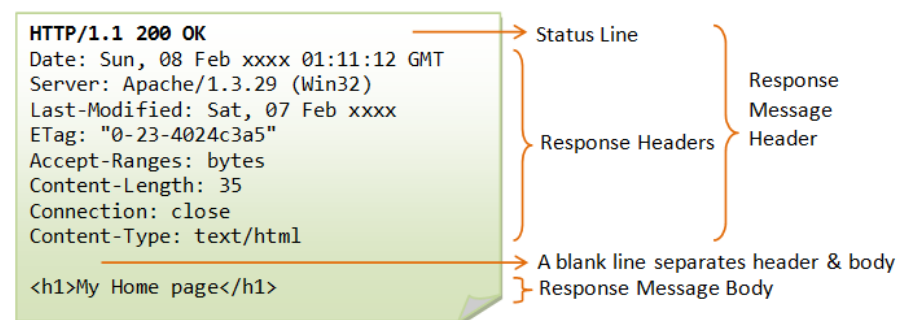 HTTP/1.1 200 OK
Date: Sun, 08 Feb xxxx 01:11:12 GMT
Server: Apache/1.3.29 (Win32)
Last-Modified: Sat, 07 Feb xxxx
ETag: "0-23-4024c3a5"
Accept-Ranges: bytes
Content-Length: 35
Connection: close
Content-Type: text/html
<h1>My Home page</h1>
Status Line
Response Headers
Response
Message
Header
A blank line separates header & body
Response Message Body